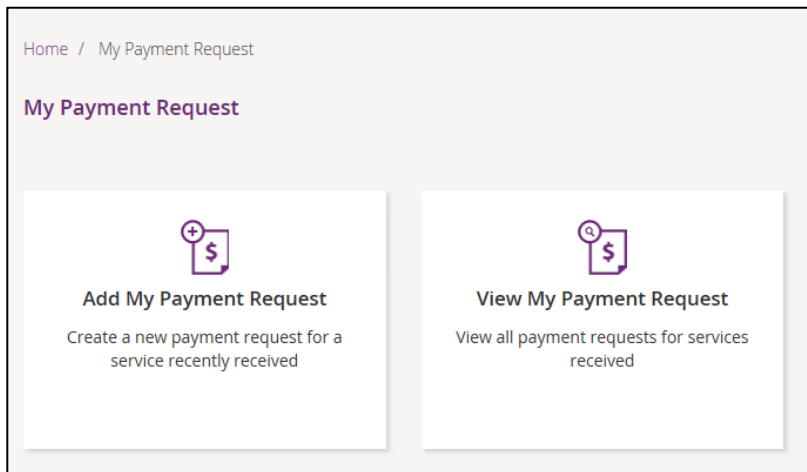 Home / My Payment Request
My Payment Request
$
Add My Payment Request
Create a new payment request for a
service recently received
$
View My Payment Request
View all payment requests for services
received